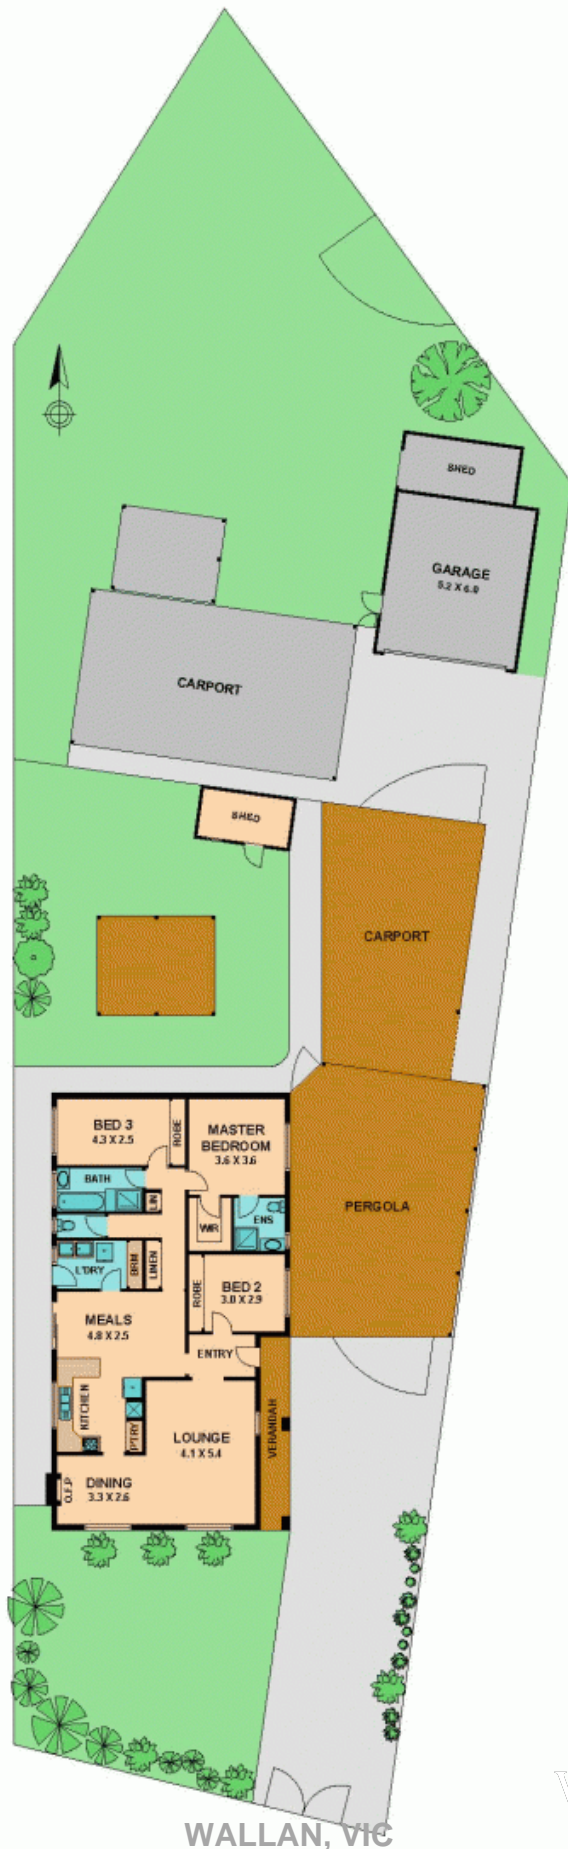 SHED
GARAGE
5.2 X 6.0
CARPORT
SHED
CARPORT
BED 3
4.3 X 2.5
ROBE
MASTER
BEDROOM
3.6 X 3.6
BATH
LIN
PERGOLA
WIR
ENS
L'DRY
BRM
LINEN
ROBE
BED 2
3.0 X 2.9
MEALS
4.8 X 2.5
ENTRY
KITCHEN
PTRY
LOUNGE
4.1 X 5.4
VERANDAH
DINING
3.3 X 2.6
O.F.P
WALLAN, VIC